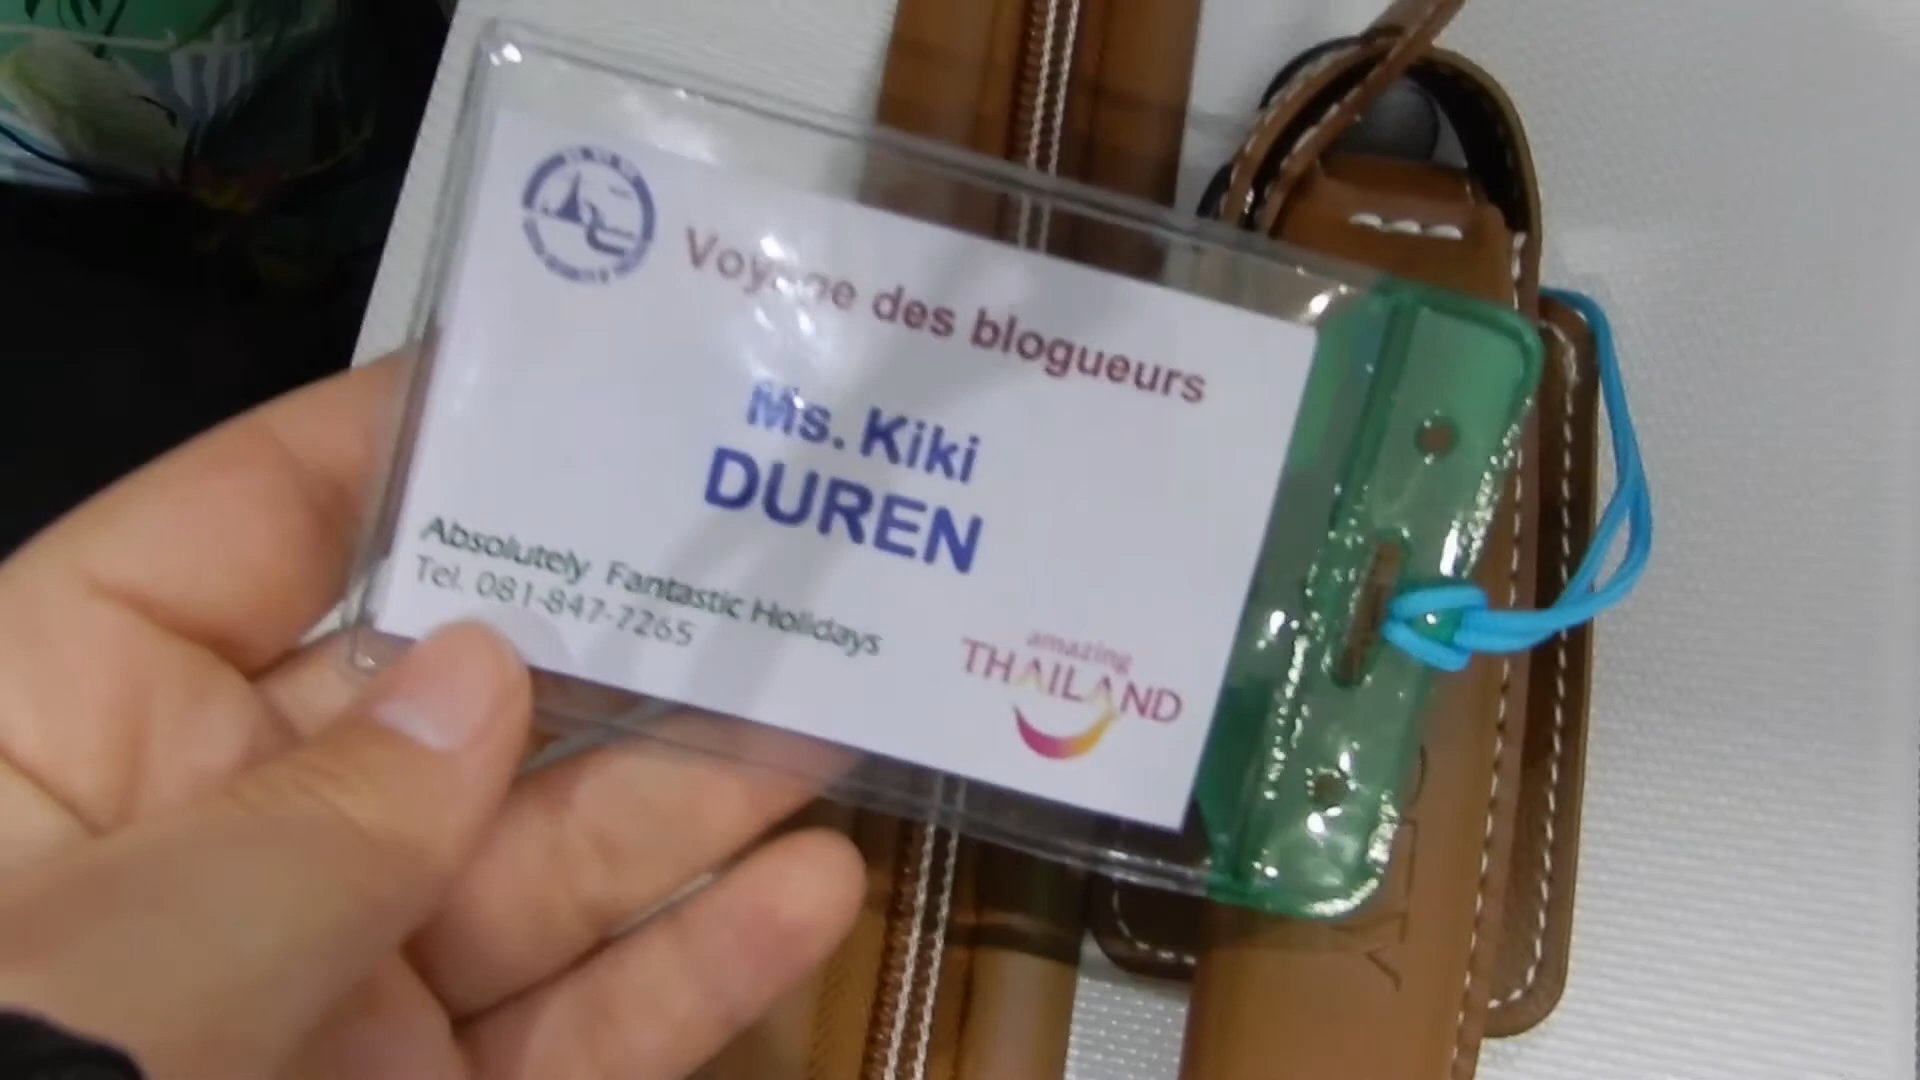 Voyage des blogueurs
Ms. Kiki
DUREN
Absolutely Fantastic Holidays
Tel. 081-847-7265
amazing
THAILAND